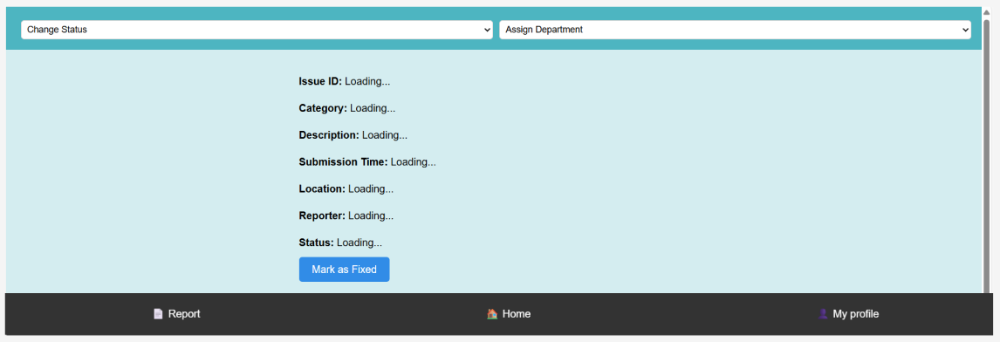 Change Status Assign Department
Issue ID: Loading...
Category: Loading...
Description: Loading...
Submission Time: Loading...
Location: Loading...
Reporter: Loading...
Status: Loading...
Mark as Fixed
Report Home My profile